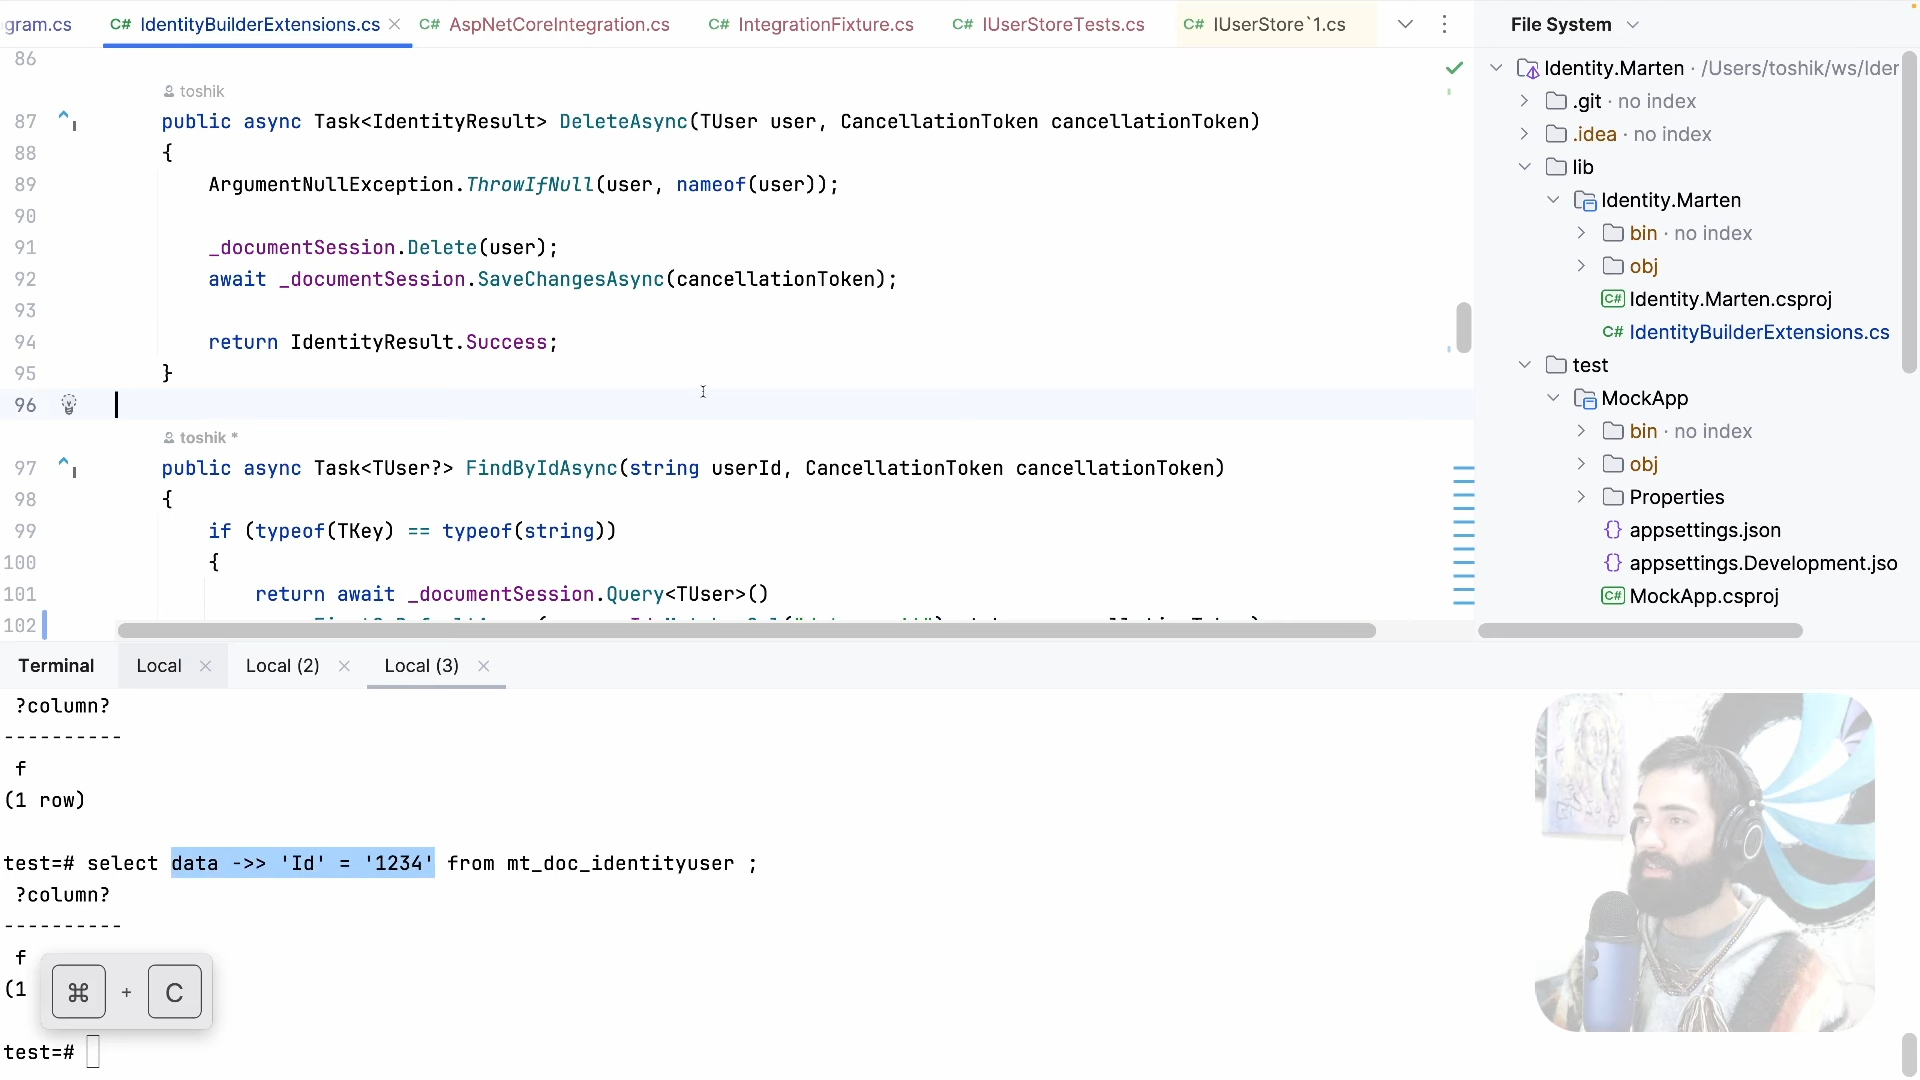 gram.cs
C# IdentityBuilderExtensions.cs
C# AspNetCoreIntegration.cs
C# IntegrationFixture.cs
C# IUserStoreTests.cs
C# IUserStore`1.cs
86
toshik
87 public async Task<IdentityResult> DeleteAsync(TUser user, CancellationToken cancellationToken)
88 {
89 ArgumentNullException.ThrowIfNull(user, nameof(user));
90
91 _documentSession.Delete(user);
92 await _documentSession.SaveChangesAsync(cancellationToken);
93
94 return IdentityResult.Success;
95 }
96
toshik *
97 public async Task<TUser?> FindByIdAsync(string userId, CancellationToken cancellationToken)
98 {
99 if (typeof(TKey) == typeof(string))
100 {
101 return await _documentSession.Query<TUser>()
102
File System
Identity.Marten · /Users/toshik/ws/Ider
.git · no index
.idea · no index
lib
Identity.Marten
bin · no index
obj
C# Identity.Marten.csproj
C# IdentityBuilderExtensions.cs
test
MockApp
bin · no index
obj
Properties
{} appsettings.json
{} appsettings.Development.jso
C# MockApp.csproj
Terminal
Local
Local (2)
Local (3)
?column?
----------
f
(1 row)
test=# select data ->> 'Id' = '1234' from mt_doc_identityuser ;
?column?
----------
f
(1
⌘ + C
test=#